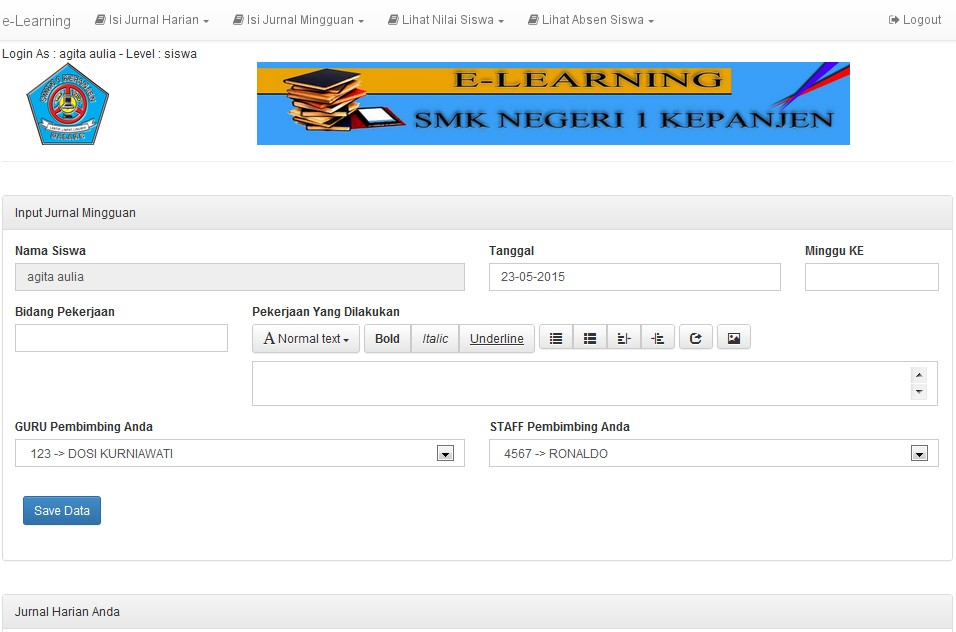 e-Learning Isi Jurnal Harian Isi Jurnal Mingguan Lihat Nilai Siswa Lihat Absen Siswa Logout
Login As : agita aulia - Level : siswa
E-LEARNING
SMK NEGERI 1 KEPANJEN
Input Jurnal Mingguan
Nama Siswa Tanggal Minggu KE
agita aulia 23-05-2015
Bidang Pekerjaan Pekerjaan Yang Dilakukan
A Normal text Bold Italic Underline
GURU Pembimbing Anda STAFF Pembimbing Anda
123 -> DOSI KURNIAWATI 4567 -> RONALDO
Save Data
Jurnal Harian Anda